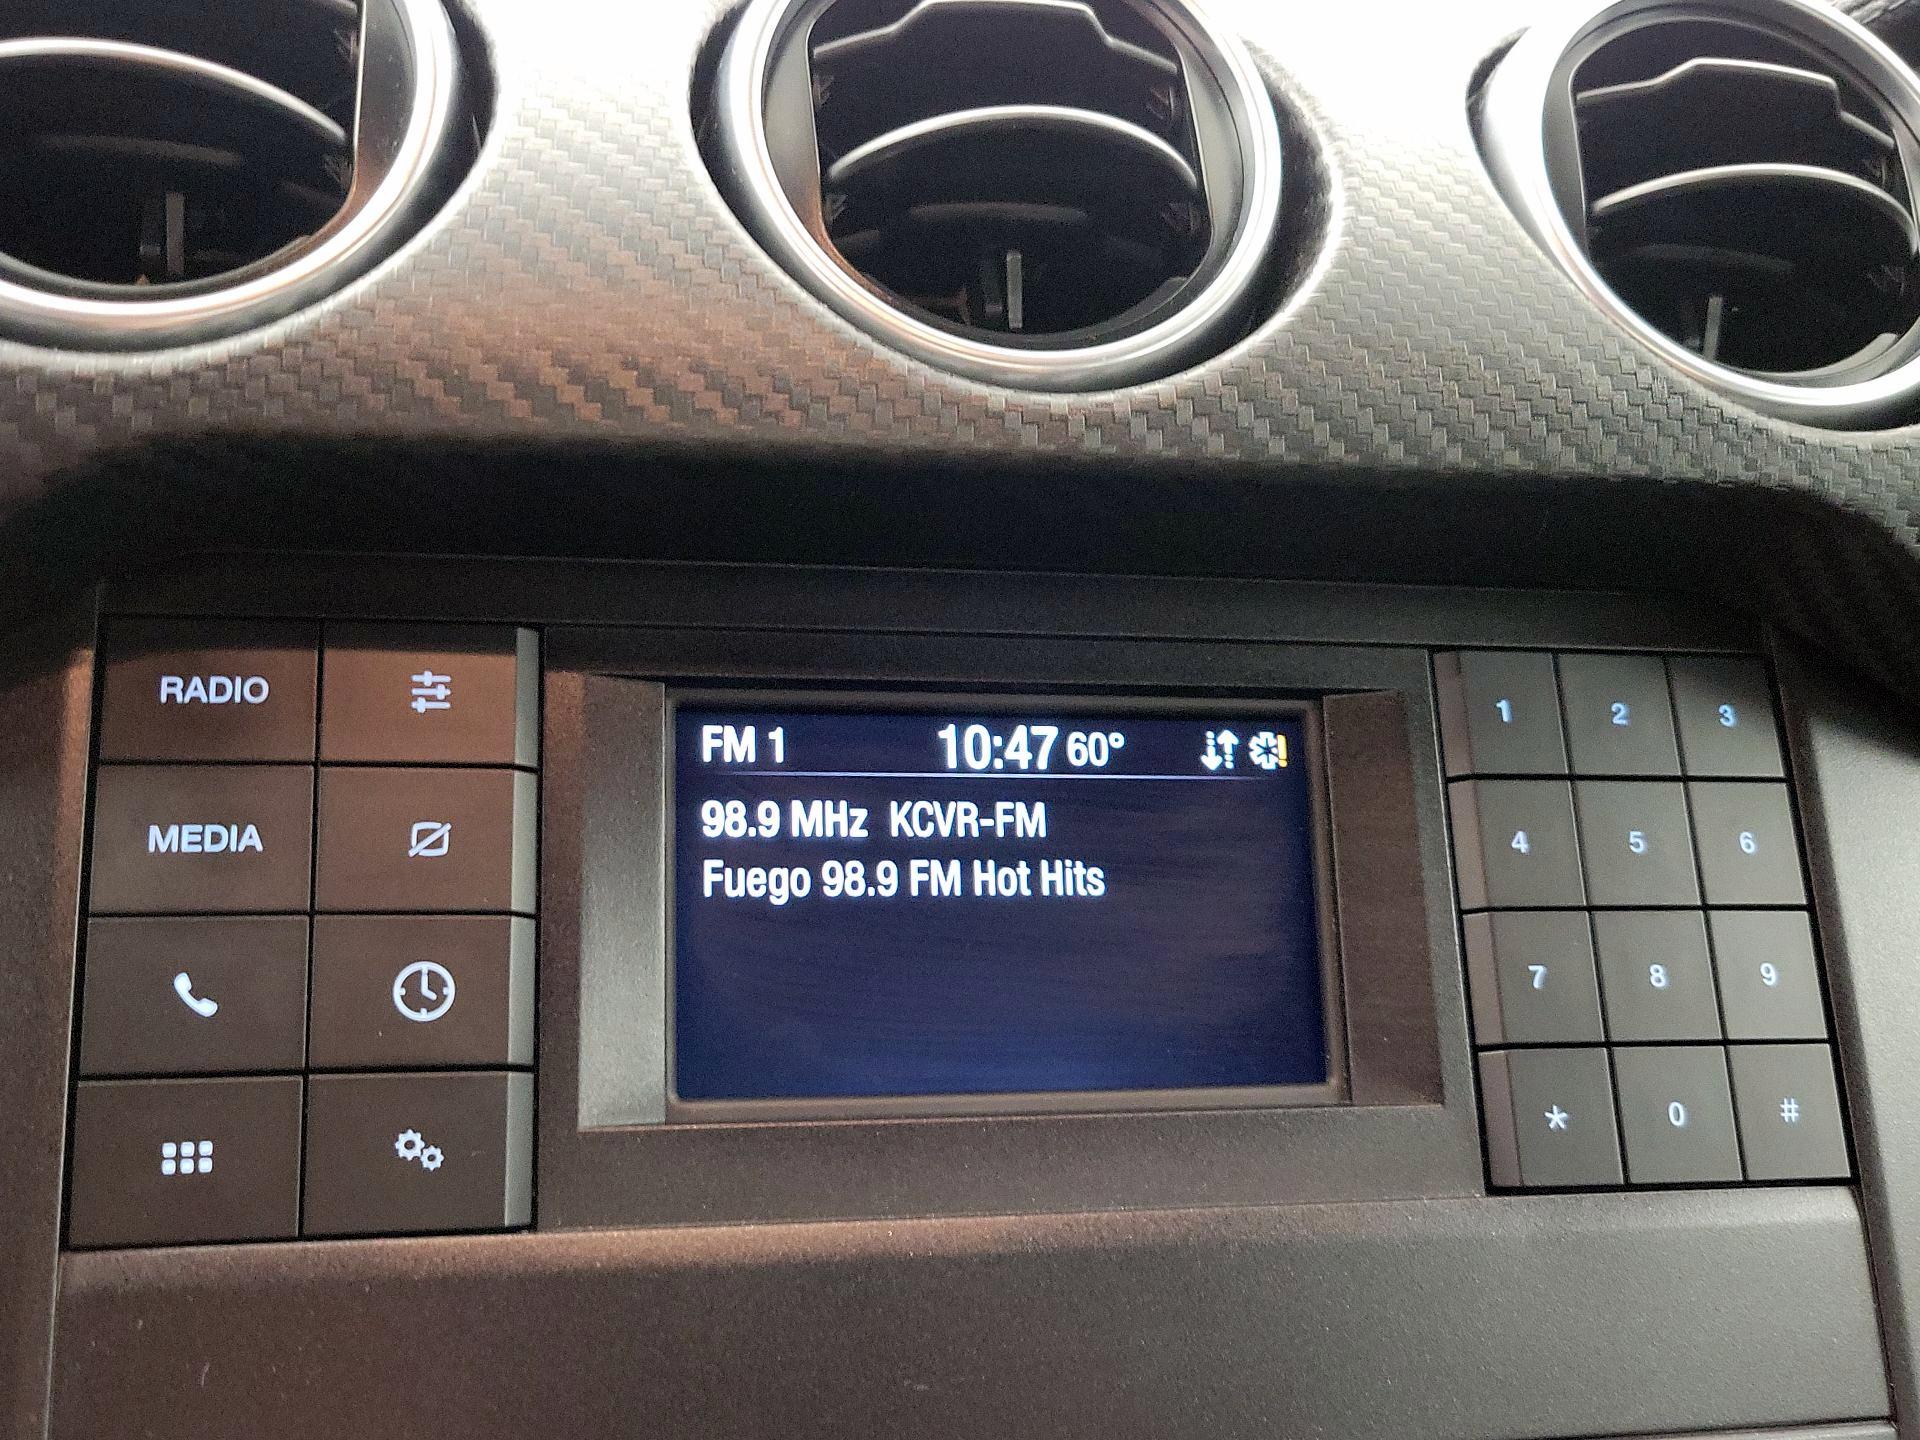 FM 1 10:47 60°
98.9 MHz KCVR-FM
Fuego 98.9 FM Hot Hits
RADIO
MEDIA
1 2 3
4 5 6
7 8 9
* 0 #